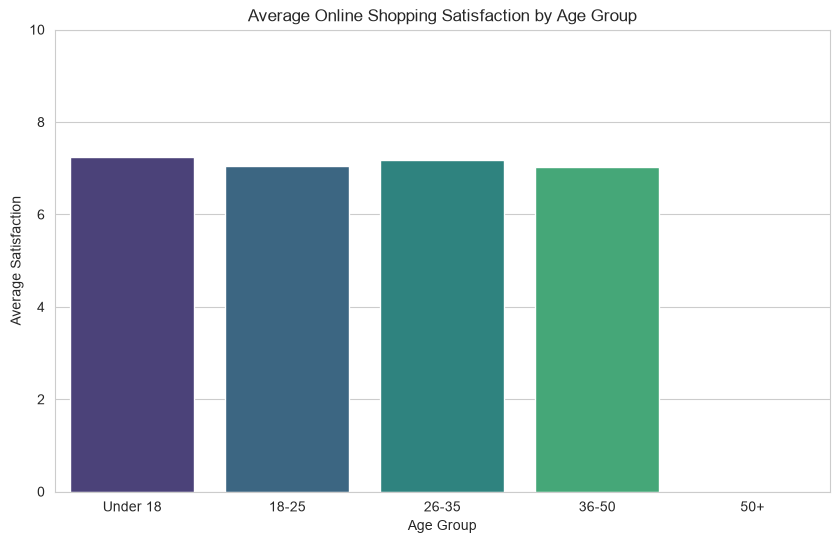 Average Online Shopping Satisfaction by Age Group
10
8
6
4
2
0
Average Satisfaction
Under 18
18-25
26-35
36-50
50+
Age Group